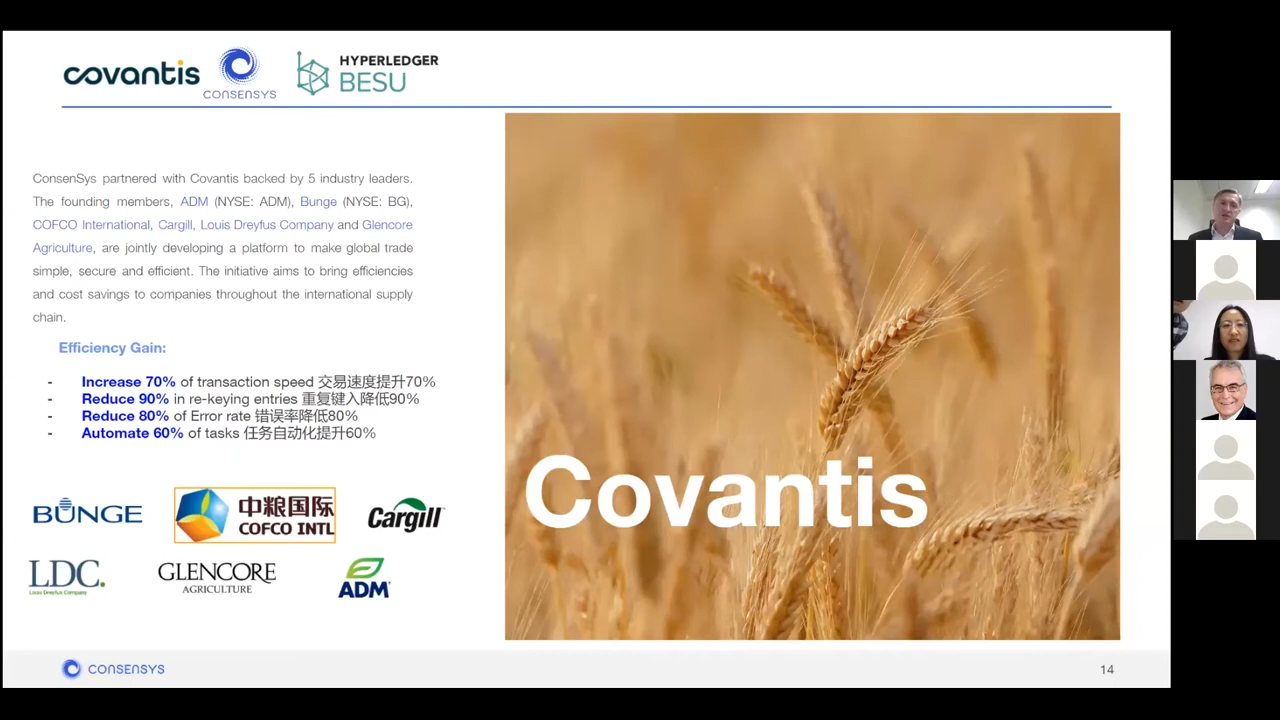 covantis
CONSENSYS
HYPERLEDGER
BESU
ConsenSys partnered with Covantis backed by 5 industry leaders.
The founding members, ADM (NYSE: ADM), Bunge (NYSE: BG),
COFCO International, Cargill, Louis Dreyfus Company and Glencore
Agriculture, are jointly developing a platform to make global trade
simple, secure and efficient. The initiative aims to bring efficiencies
and cost savings to companies throughout the international supply
chain.
Efficiency Gain:
- Increase 70% of transaction speed 交易速度提升70%
- Reduce 90% in re-keying entries 重复键入降低90%
- Reduce 80% of Error rate 错误率降低80%
- Automate 60% of tasks 任务自动化提升60%
BUNGE
中粮国际
COFCO INTL
Cargill
LDC.
Louis Dreyfus Company
GLENCORE
AGRICULTURE
ADM
Covantis
CONSENSYS
14